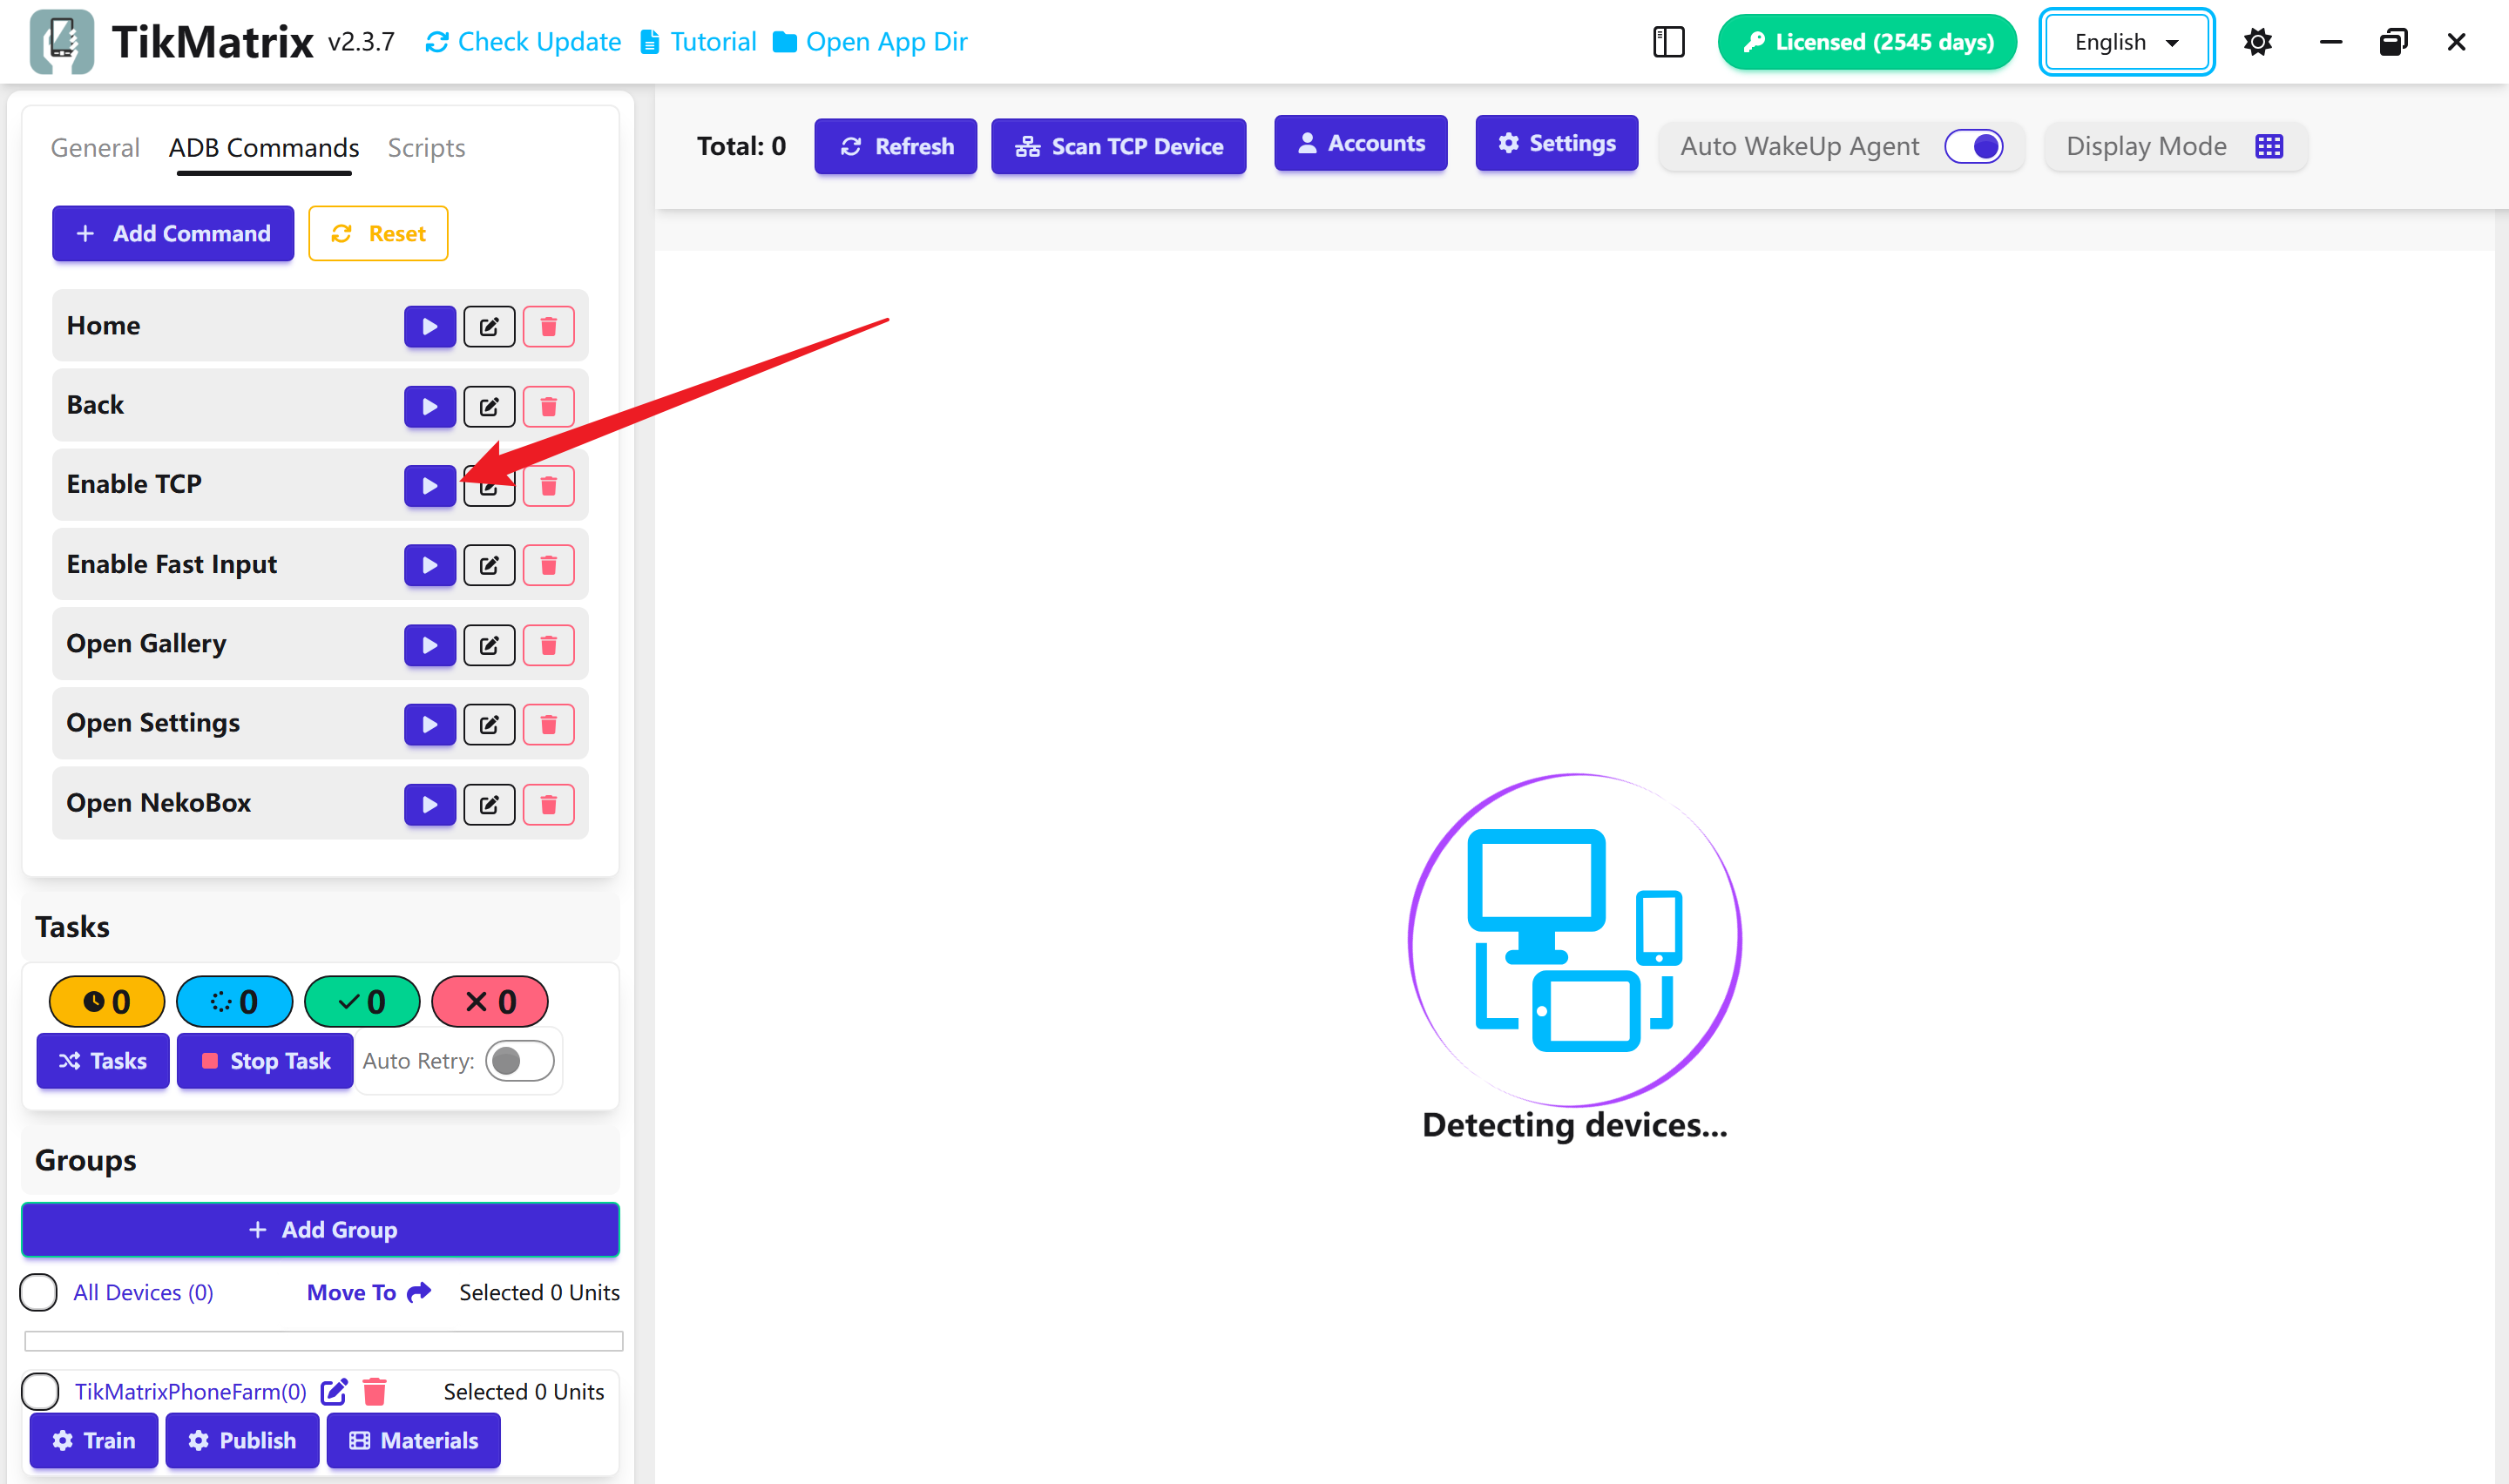 TikMatrix v2.3.7 Check Update Tutorial Open App Dir Licensed (2545 days) English
General ADB Commands Scripts
Total: 0 Refresh Scan TCP Device Accounts Settings Auto WakeUp Agent Display Mode
Add Command Reset
Home
Back
Enable TCP
Enable Fast Input
Open Gallery
Open Settings
Open NekoBox
Tasks
0 0 0 0
Tasks Stop Task Auto Retry:
Detecting devices...
Groups
Add Group
All Devices (0) Move To Selected 0 Units
TikMatrixPhoneFarm(0) Selected 0 Units
Train Publish Materials